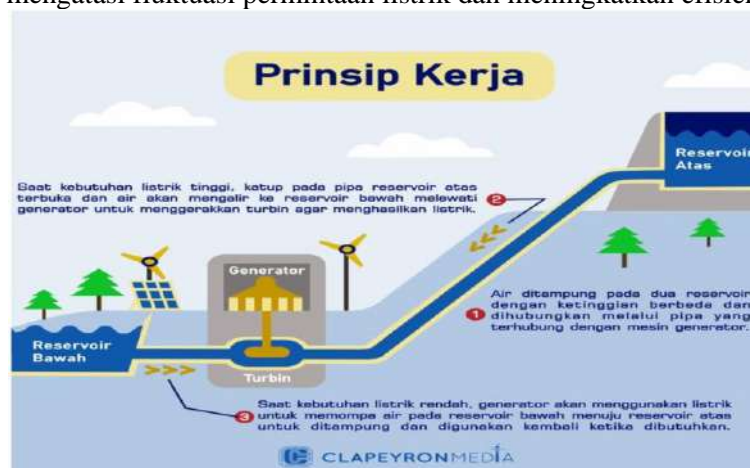 mengatasi fluktuasi permintaan listrik dan meningkatkan efisien
Prinsip Kerja
Reservoir
Atas
Saat kebutuhan listrik tinggi, katup pada pipa reservoir atas
terbuka dan air akan mengalir ke reservoir bawah melewati
generator untuk menggerakkan turbin agar menghasilkan listrik.
2
Generator
Air ditampung pada dua reservoir
dengan ketinggian berbeda dan
1 dihubungkan melalui pipa yang
terhubung dengan mesin generator.
Reservoir
Bawah
Turbin
Saat kebutuhan listrik rendah, generator akan menggunakan listrik
3 untuk memompa air pada reservoir bawah menuju reservoir atas
untuk ditampung dan digunakan kembali ketika dibutuhkan.
CLAPEYRONMEDIA